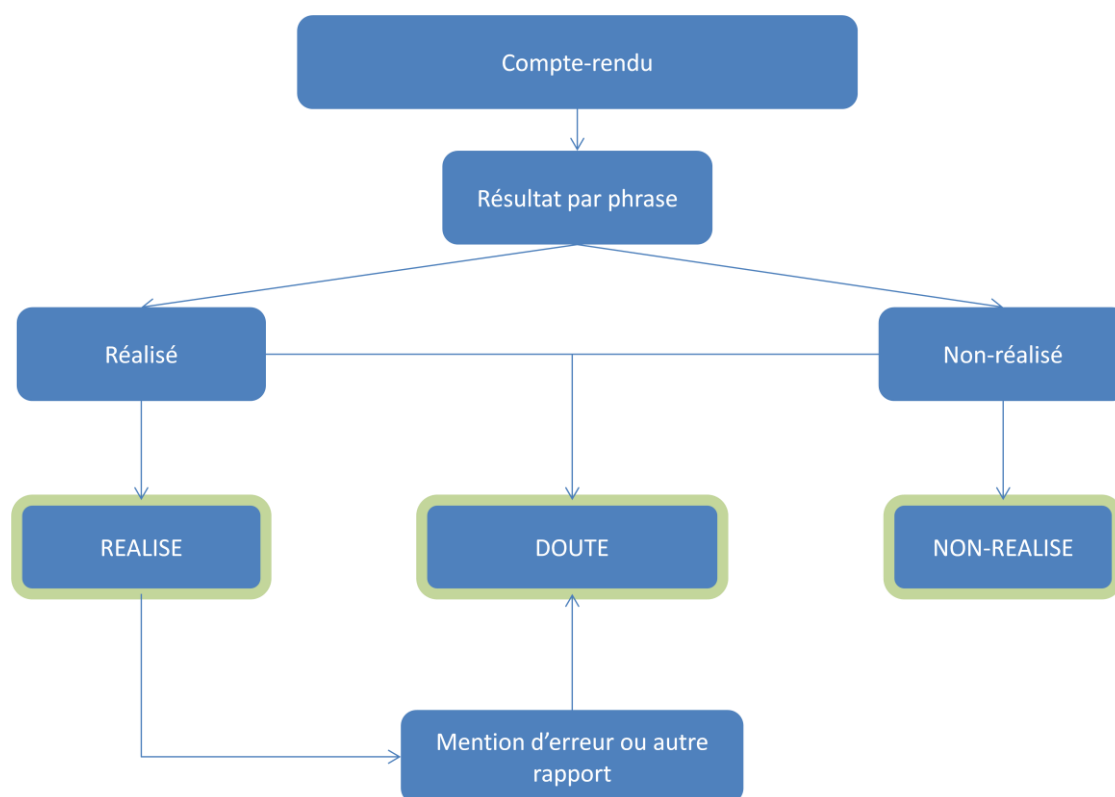 Compte-rendu
Résultat par phrase
Réalisé
Non-réalisé
REALISE
DOUTE
NON-REALISE
Mention d’erreur ou autre
rapport